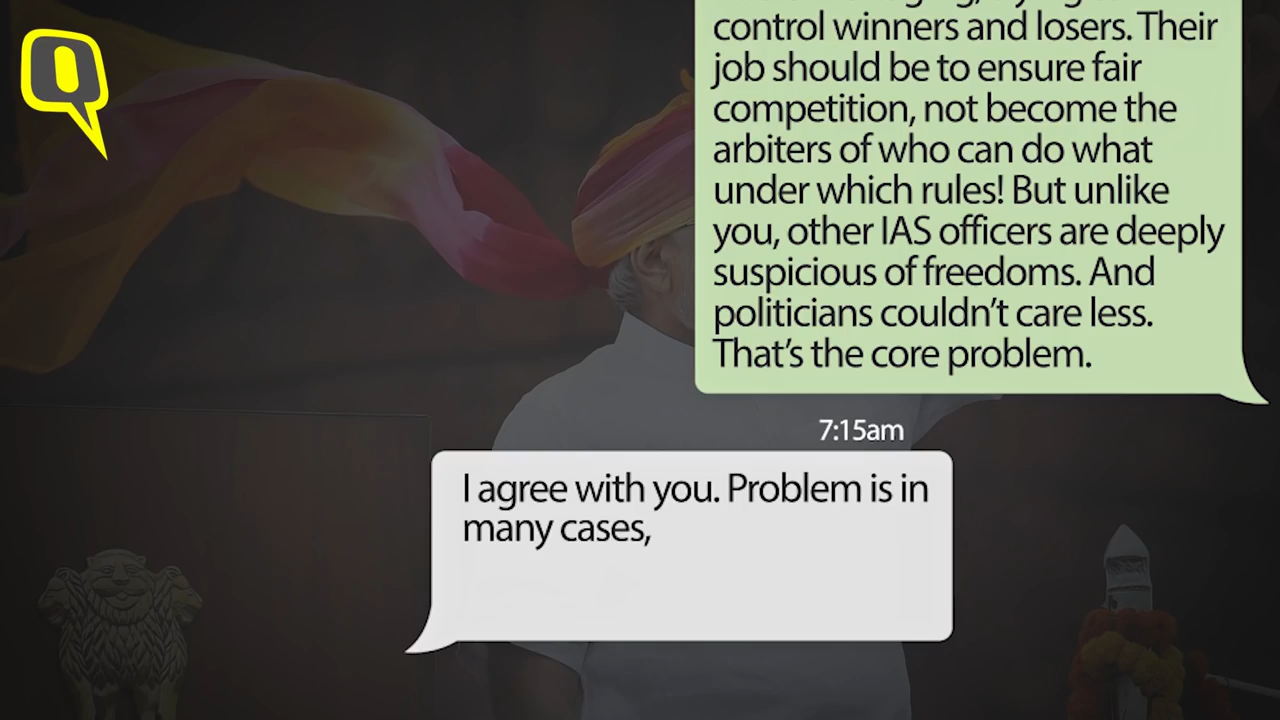 control winners and losers. Their
job should be to ensure fair
competition, not become the
arbiters of who can do what
under which rules! But unlike
you, other IAS officers are deeply
suspicious of freedoms. And
politicians couldn’t care less.
That’s the core problem.
7:15am
I agree with you. Problem is in
many cases,